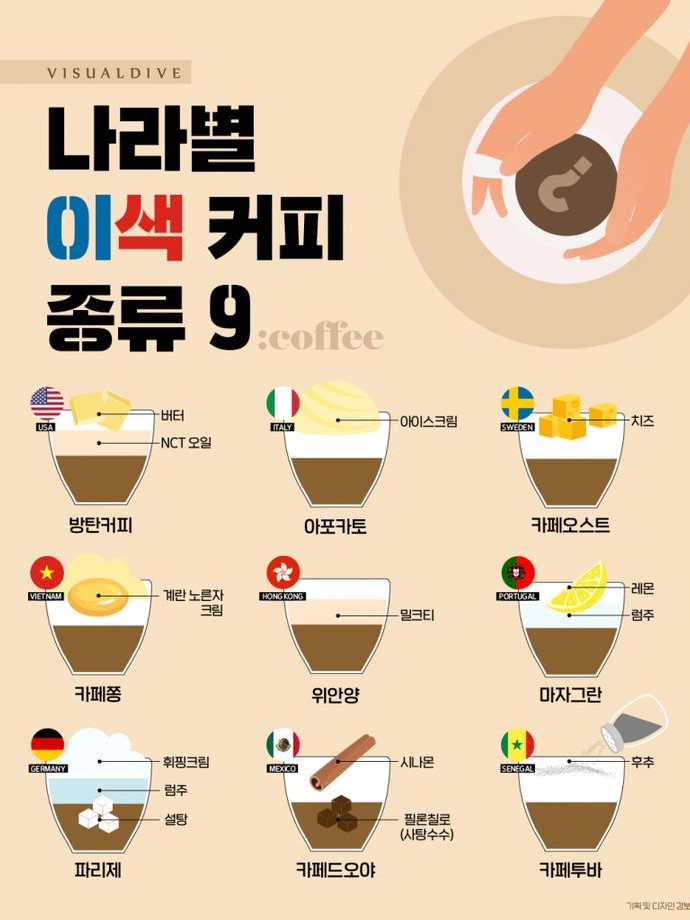 VISUALDIVE
나라별
이색 커피
종류 9 :coffee
USA
버터
NCT 오일
방탄커피
ITALY
아이스크림
아포카토
SWEDEN
치즈
카페오스트
VIETNAM
계란 노른자
크림
카페쫑
HONG KONG
밀크티
위안양
PORTUGAL
레몬
럼주
마자그란
GERMANY
휘핑크림
럼주
설탕
파리제
MEXICO
시나몬
필론칠로
(사탕수수)
카페드오야
SENEGAL
후추
카페투바
기획 및 디자인